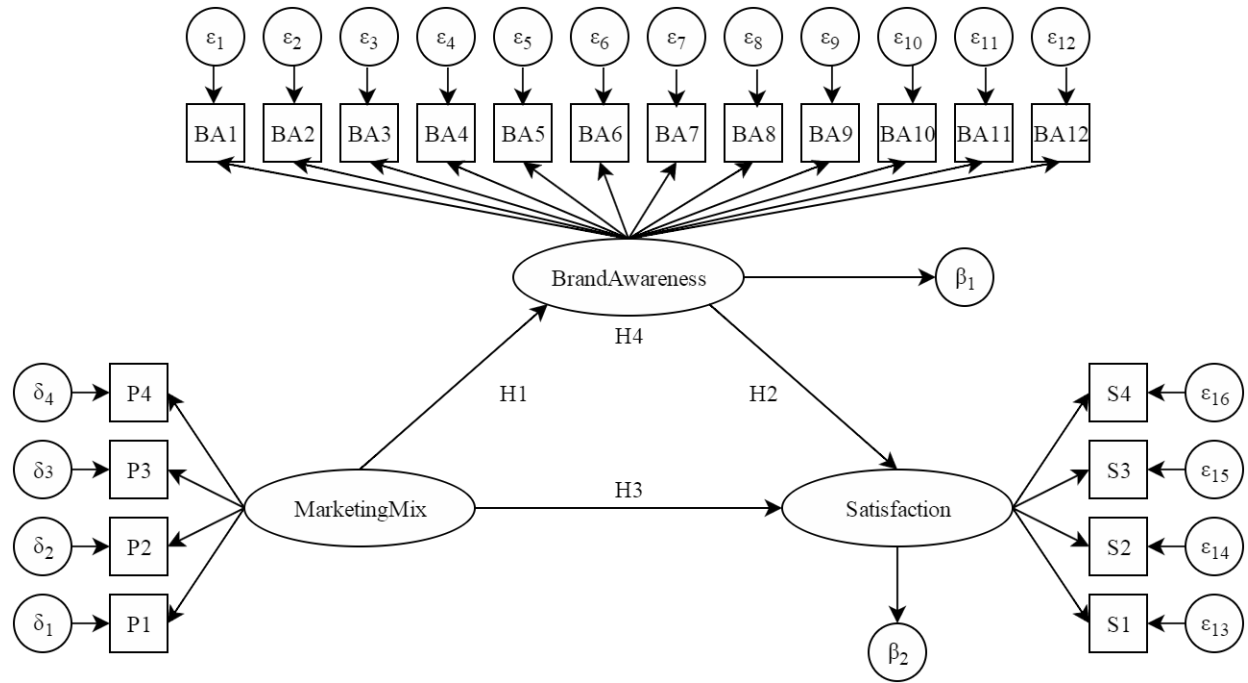 ε₁ ε₂ ε₃ ε₄ ε₅ ε₆ ε₇ ε₈ ε₉ ε₁₀ ε₁₁ ε₁₂
BA1 BA2 BA3 BA4 BA5 BA6 BA7 BA8 BA9 BA10 BA11 BA12
BrandAwareness β₁
H4
H1 H2
δ₄ P4 S4 ε₁₆
δ₃ P3 S3 ε₁₅
H3
MarketingMix Satisfaction
δ₂ P2 S2 ε₁₄
δ₁ P1 S1 ε₁₃
β₂